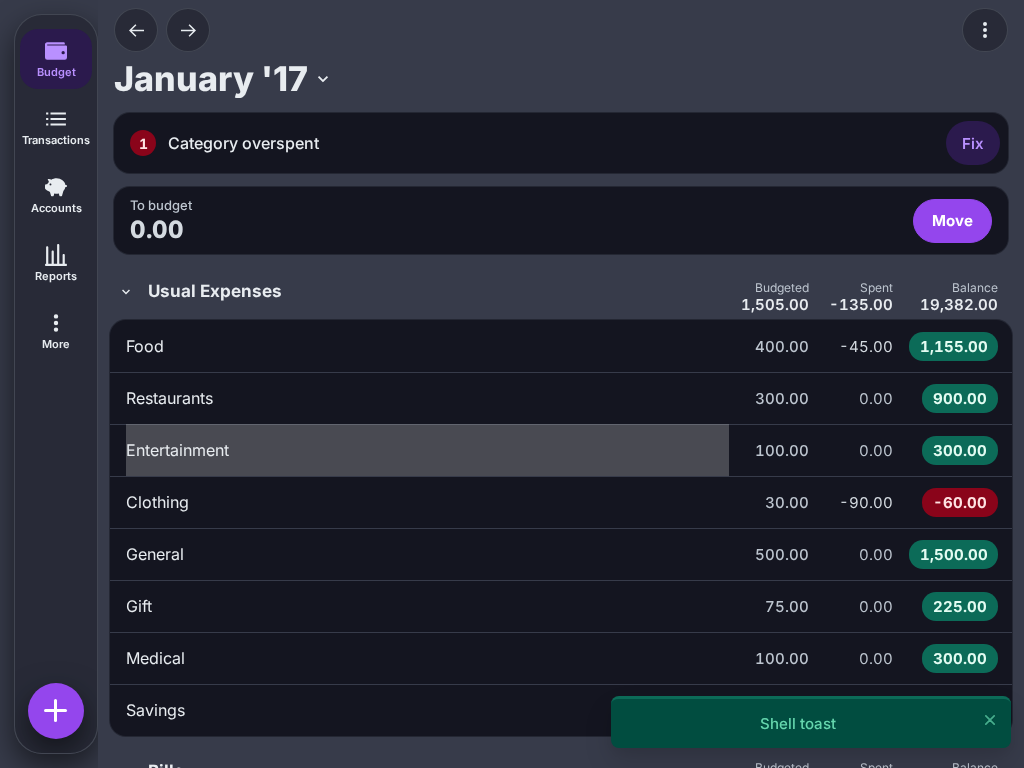 Budget
Transactions
Accounts
Reports
More
January '17
1 Category overspent Fix
To budget
0.00
Move
Usual Expenses
Budgeted Spent Balance
1,505.00 -135.00 19,382.00
Food 400.00 -45.00 1,155.00
Restaurants 300.00 0.00 900.00
Entertainment 100.00 0.00 300.00
Clothing 30.00 -90.00 -60.00
General 500.00 0.00 1,500.00
Gift 75.00 0.00 225.00
Medical 100.00 0.00 300.00
Savings
Shell toast
Bills
Budgeted Spent Balance